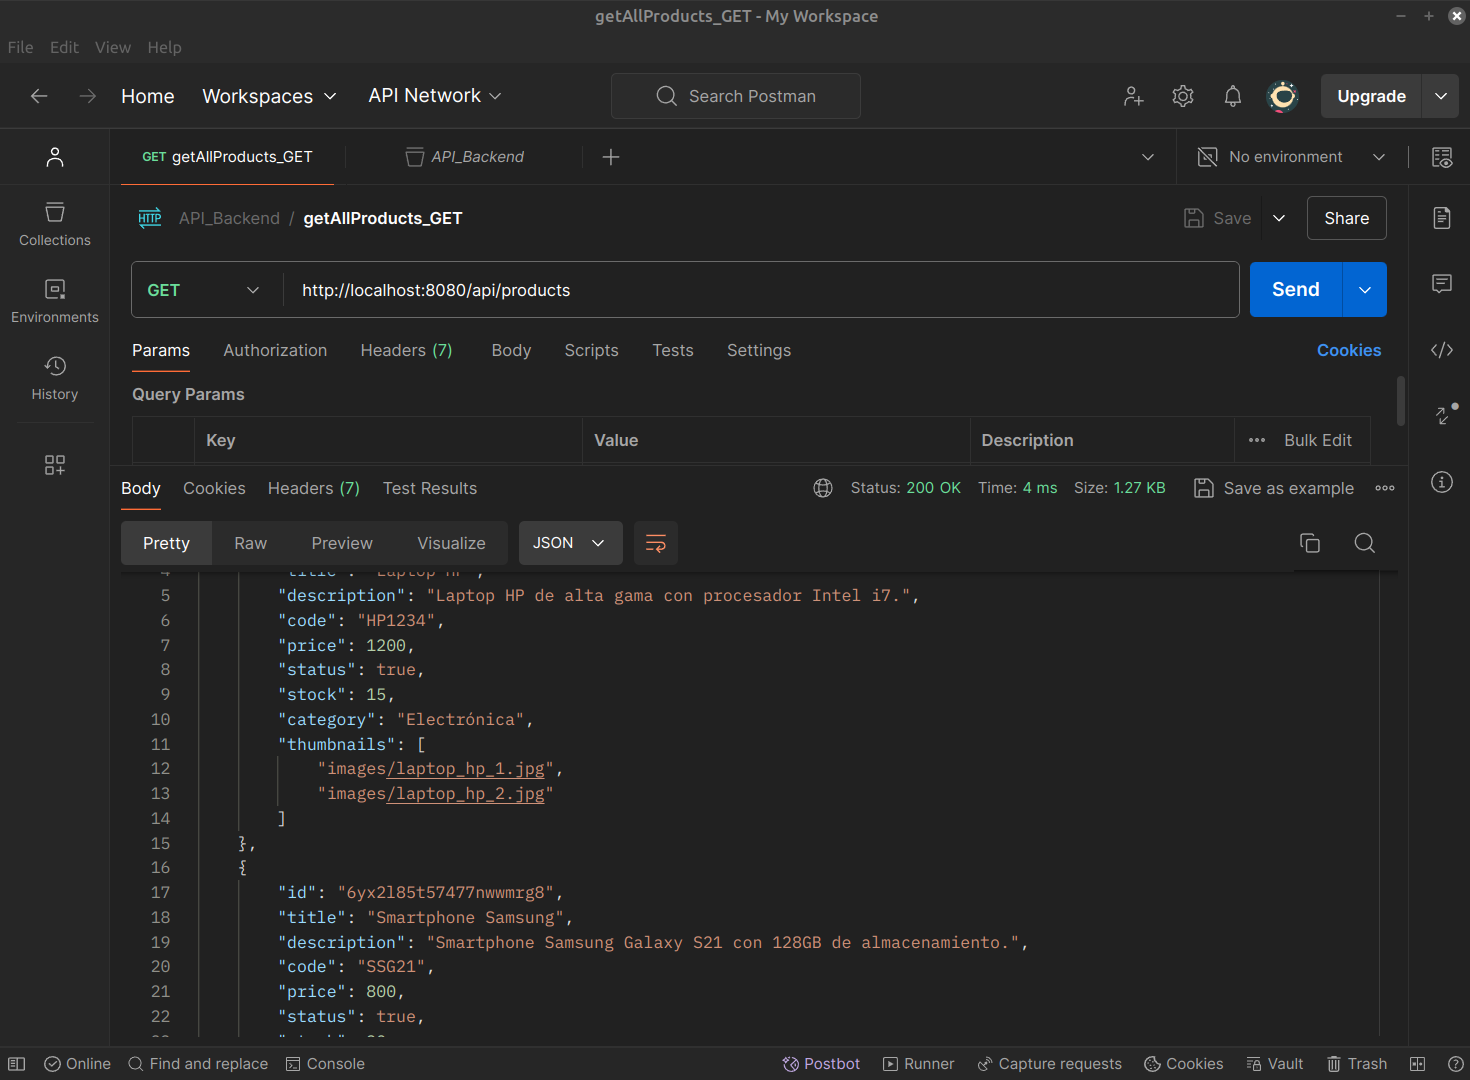 getAllProducts_GET - My Workspace
File Edit View Help
Home Workspaces API Network Search Postman Upgrade
GET getAllProducts_GET API_Backend No environment
HTTP API_Backend / getAllProducts_GET Save Share
Collections
Environments
History
GET http://localhost:8080/api/products Send
Params Authorization Headers (7) Body Scripts Tests Settings Cookies
Query Params
Key Value Description Bulk Edit
Body Cookies Headers (7) Test Results Status: 200 OK Time: 4 ms Size: 1.27 KB Save as example
Pretty Raw Preview Visualize JSON
4 "title": "Laptop HP",
5 "description": "Laptop HP de alta gama con procesador Intel i7.",
6 "code": "HP1234",
7 "price": 1200,
8 "status": true,
9 "stock": 15,
10 "category": "Electrónica",
11 "thumbnails": [
12 "images/laptop_hp_1.jpg",
13 "images/laptop_hp_2.jpg"
14 ]
15 },
16 {
17 "id": "6yx2l85t57477nwwmrg8",
18 "title": "Smartphone Samsung",
19 "description": "Smartphone Samsung Galaxy S21 con 128GB de almacenamiento.",
20 "code": "SSG21",
21 "price": 800,
22 "status": true,
Online Find and replace Console Postbot Runner Capture requests Cookies Vault Trash